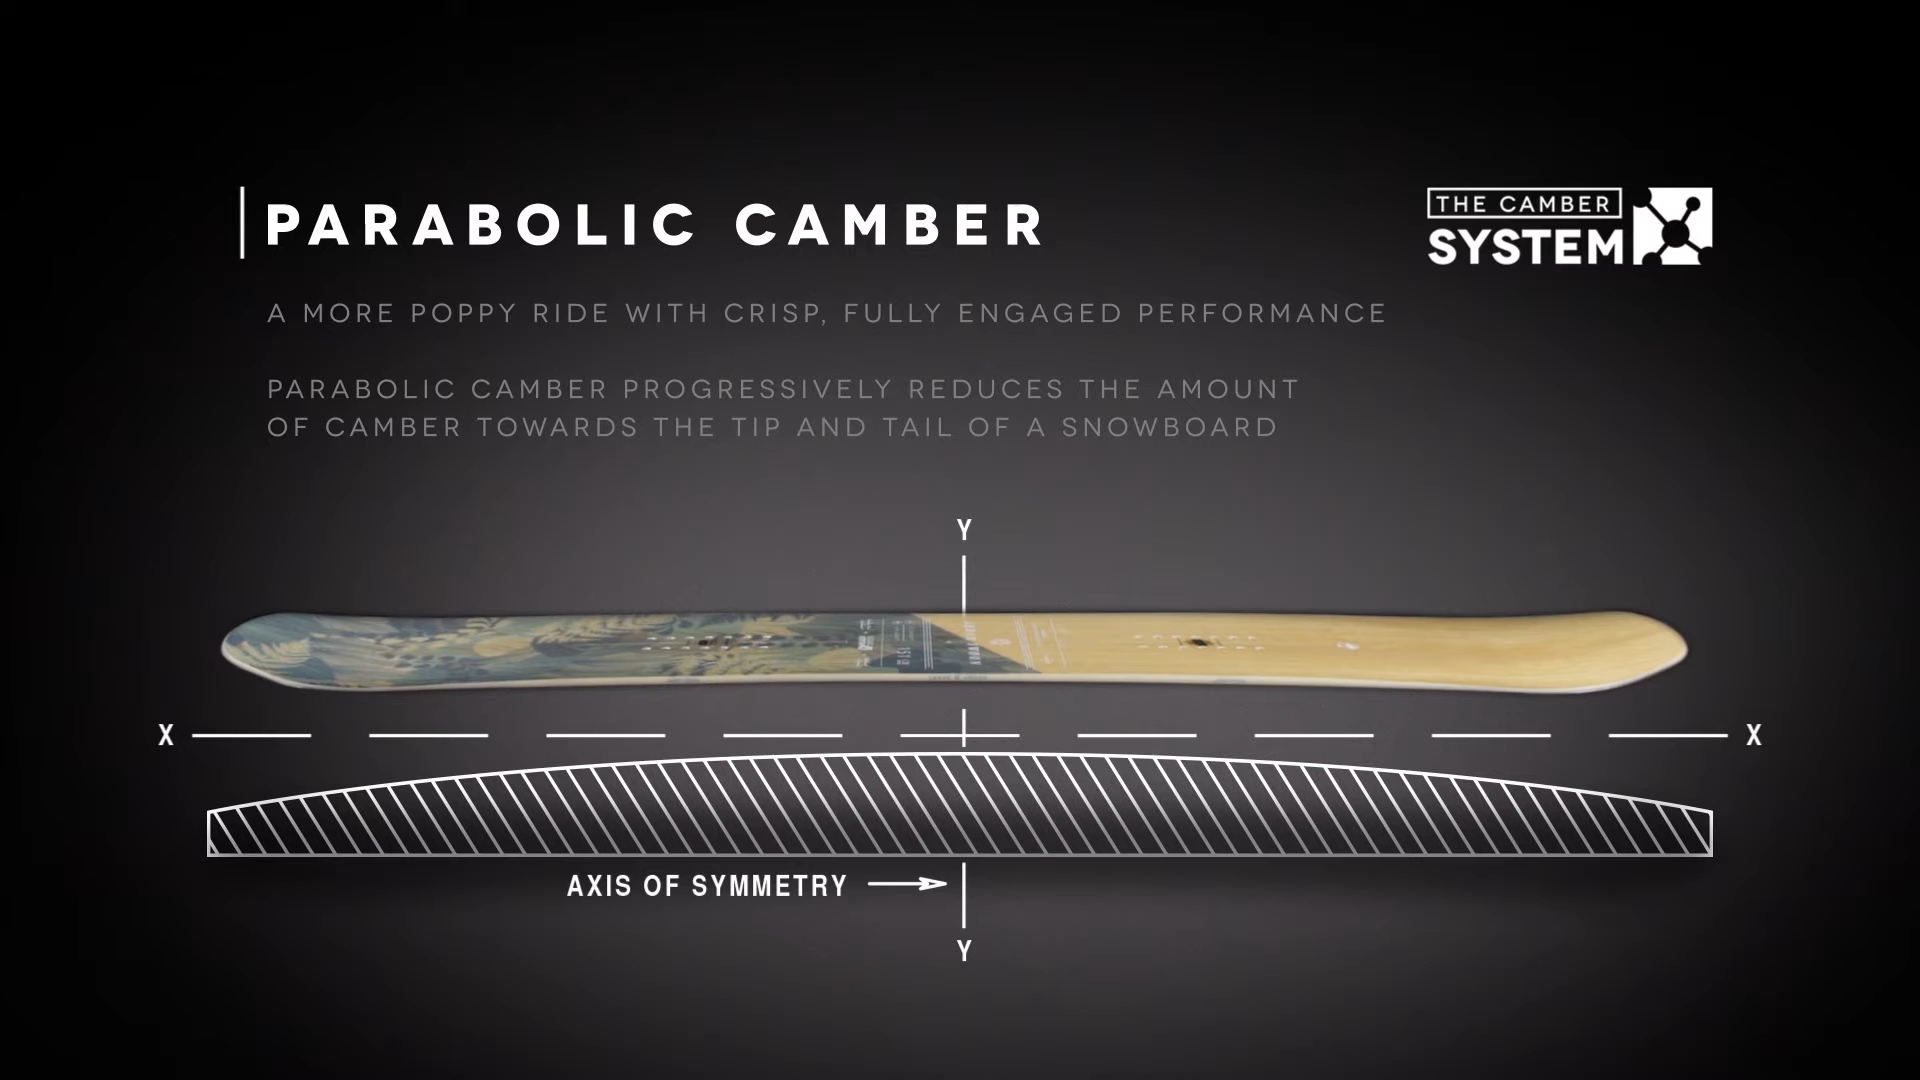 PARABOLIC CAMBER
THE CAMBER
SYSTEM
A MORE POPPY RIDE WITH CRISP, FULLY ENGAGED PERFORMANCE
PARABOLIC CAMBER PROGRESSIVELY REDUCES THE AMOUNT
OF CAMBER TOWARDS THE TIP AND TAIL OF A SNOWBOARD
Y
X
X
AXIS OF SYMMETRY
Y